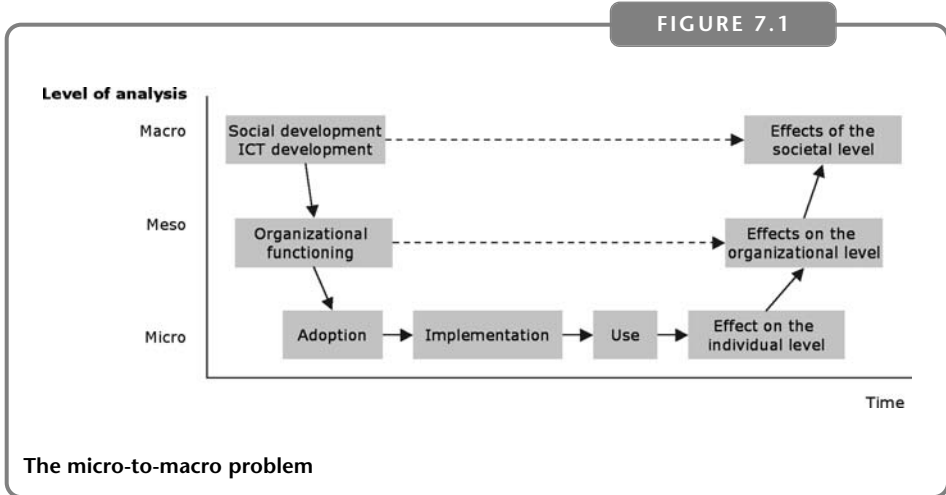 FIGURE 7.1
Level of analysis
Macro
Social development
ICT development
Effects of the
societal level
Meso
Organizational
functioning
Effects on the
organizational level
Micro
Adoption
Implementation
Use
Effect on the
individual level
Time
The micro-to-macro problem